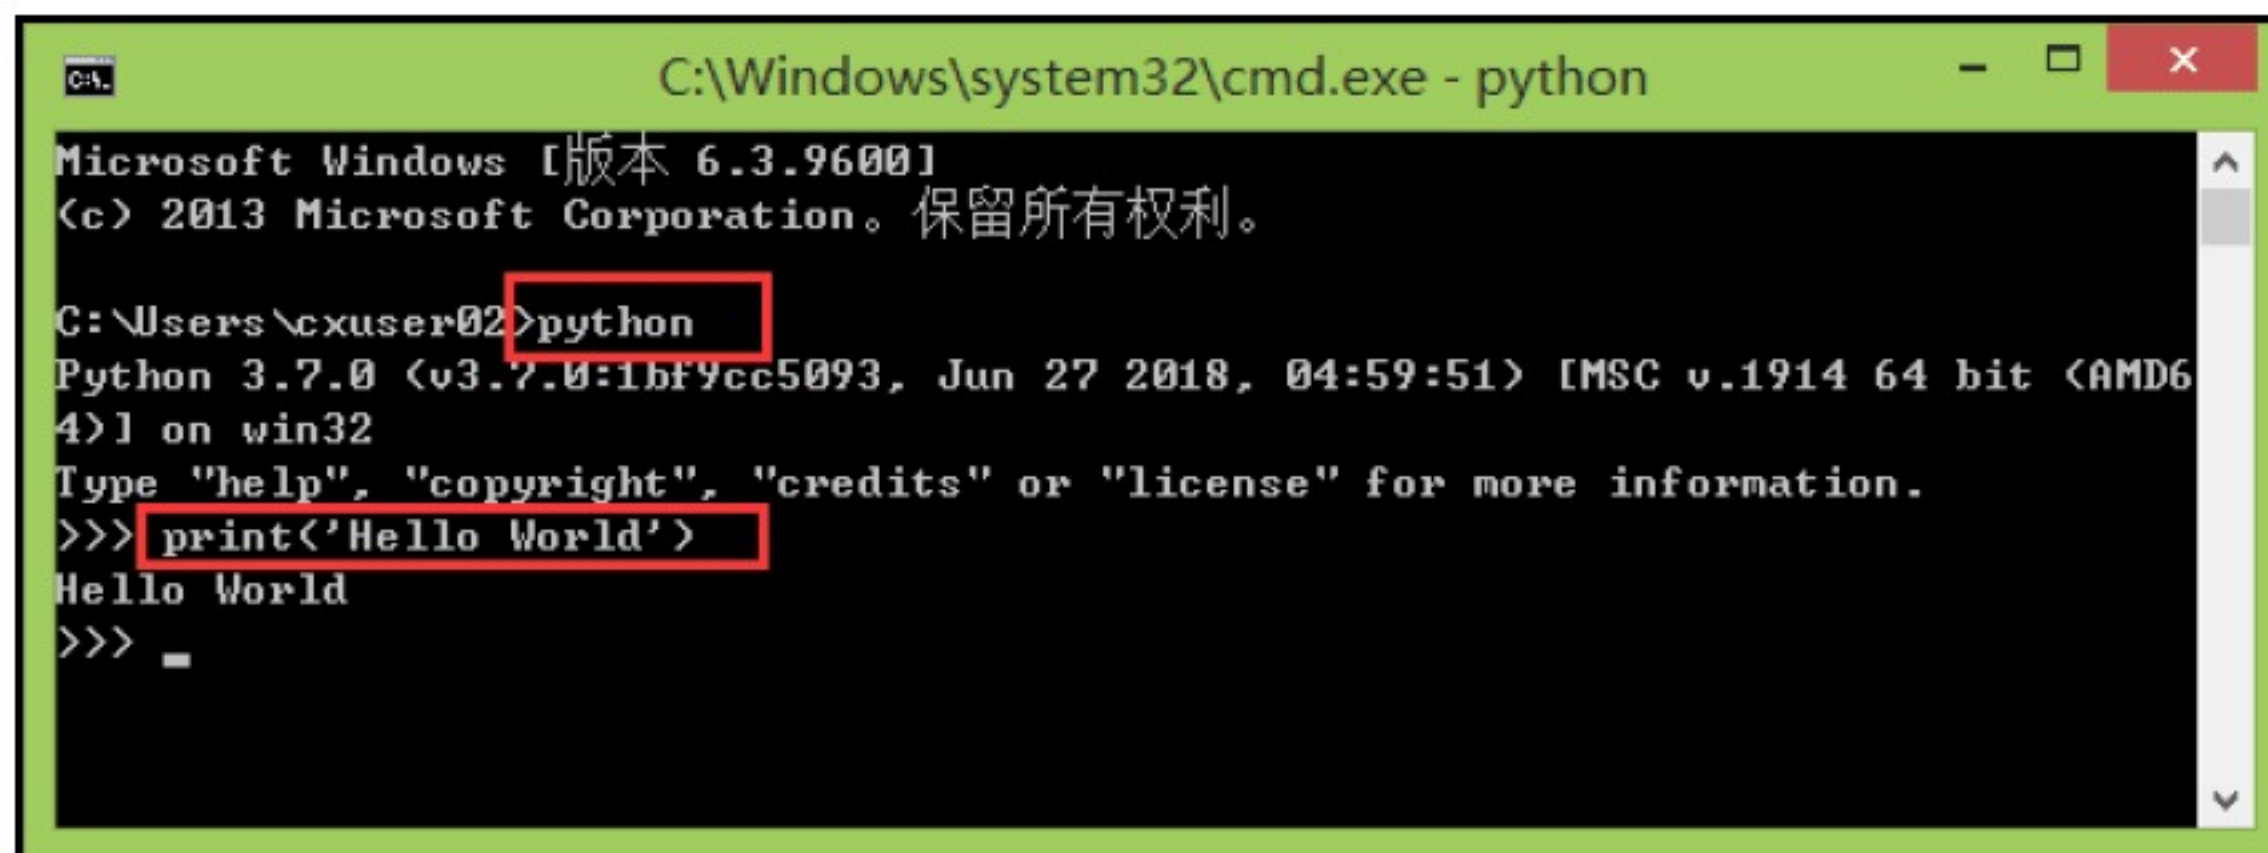 C:\Windows\system32\cmd.exe - python
Microsoft Windows [版本 6.3.9600]
(c) 2013 Microsoft Corporation。保留所有权利。
C:\Users\cxuser02>python
Python 3.7.0 (v3.7.0:1bf9cc5093, Jun 27 2018, 04:59:51) [MSC v.1914 64 bit (AMD6
4)] on win32
Type "help", "copyright", "credits" or "license" for more information.
>>> print('Hello World')
Hello World
>>>